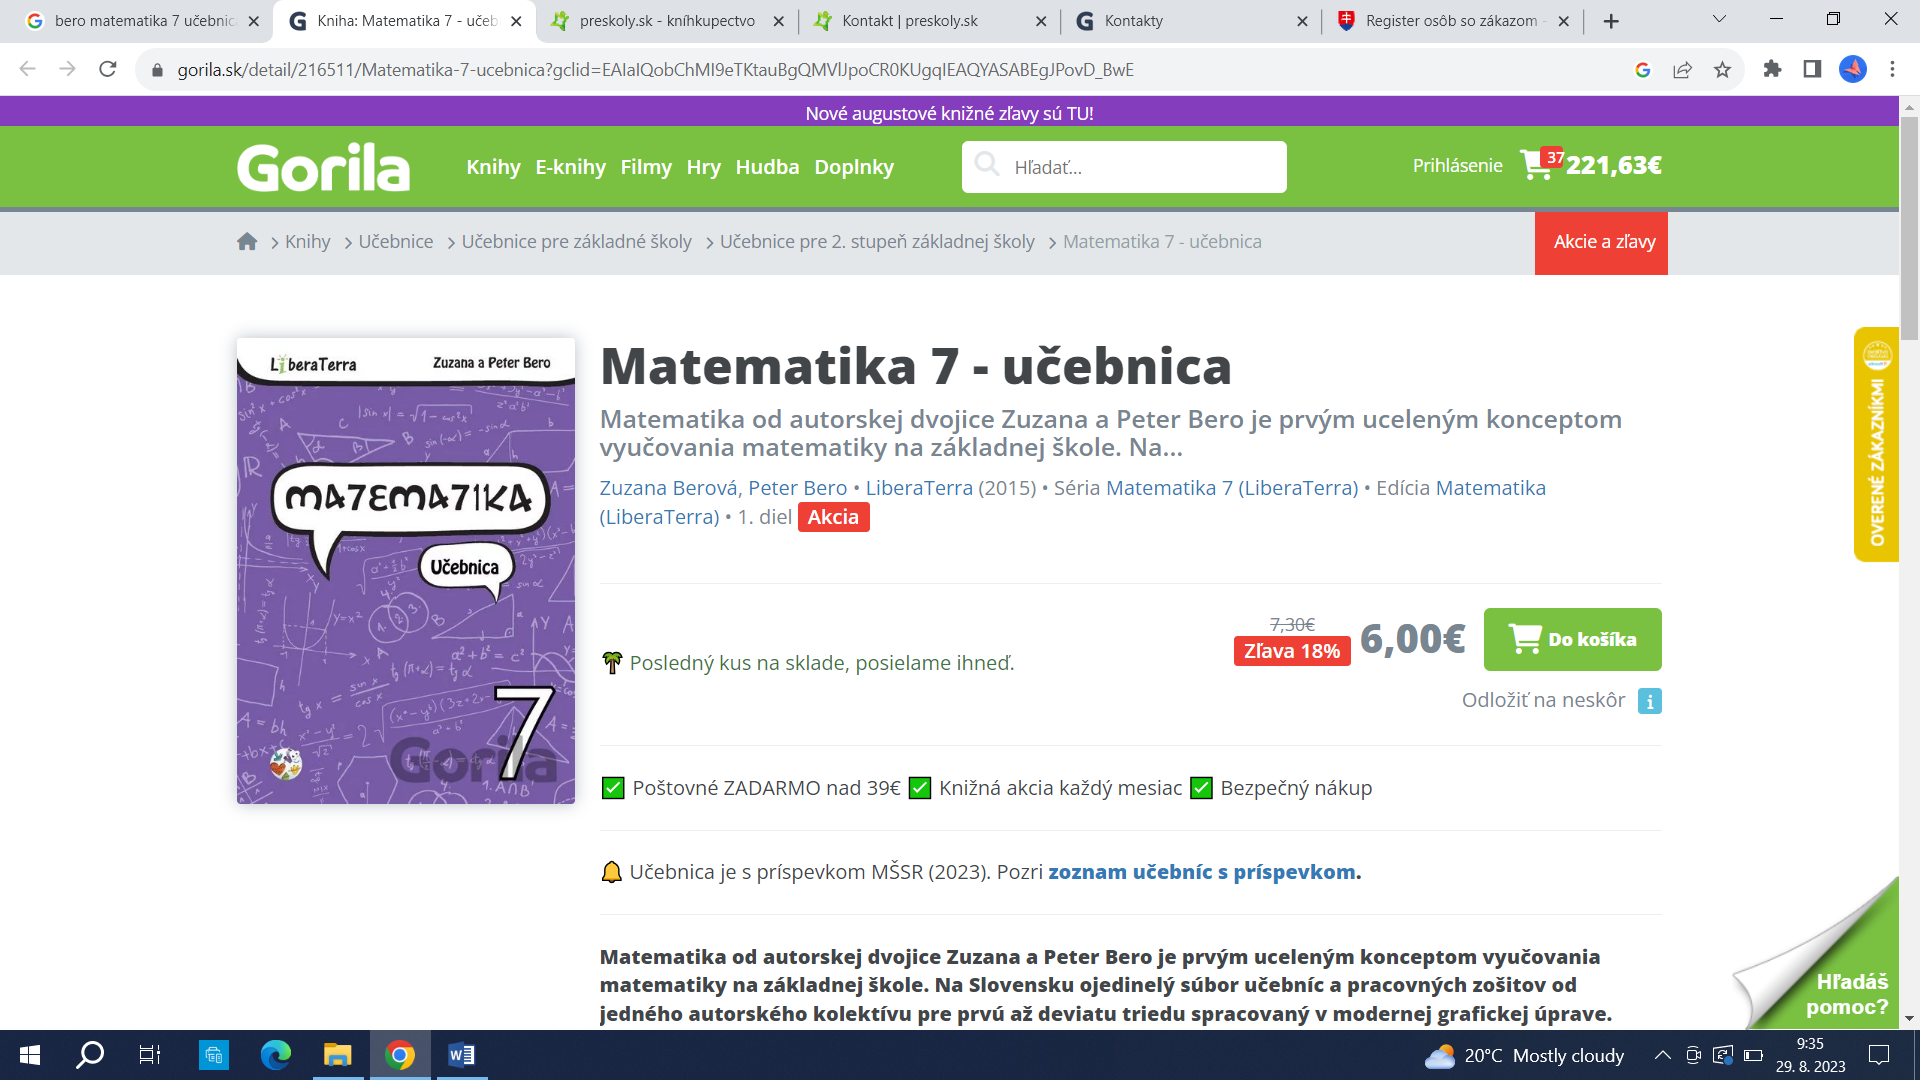 bero matematika 7 učebnic
Kniha: Matematika 7 - učeb
preskoly.sk - kníhkupectvo
Kontakt | preskoly.sk
Kontakty
Register osôb so zákazom -
gorila.sk/detail/216511/Matematika-7-ucebnica?gclid=EAIaIQobChMI9eTKtauBgQMVlJpoCR0KUgqIEAQYASABEgJPovD_BwE
Nové augustové knižné zľavy sú TU!
Gorila
Knihy E-knihy Filmy Hry Hudba Doplnky
Hľadať...
Prihlásenie
37
221,63€
Knihy > Učebnice > Učebnice pre základné školy > Učebnice pre 2. stupeň základnej školy > Matematika 7 - učebnica
Akcie a zľavy
LiberaTerra
Zuzana a Peter Bero
MATEMATIKA
Učebnica
7
Gorila
Matematika 7 - učebnica
Matematika od autorskej dvojice Zuzana a Peter Bero je prvým uceleným konceptom
vyučovania matematiky na základnej škole. Na...
Zuzana Berová, Peter Bero • LiberaTerra (2015) • Séria Matematika 7 (LiberaTerra) • Edícia Matematika
(LiberaTerra) • 1. diel Akcia
Posledný kus na sklade, posielame ihneď.
7,30€
Zľava 18%
6,00€
Do košíka
Odložiť na neskôr i
Poštovné ZADARMO nad 39€ Knižná akcia každý mesiac Bezpečný nákup
Učebnica je s príspevkom MŠSR (2023). Pozri zoznam učebníc s príspevkom.
Matematika od autorskej dvojice Zuzana a Peter Bero je prvým uceleným konceptom vyučovania
matematiky na základnej škole. Na Slovensku ojedinelý súbor učebníc a pracovných zošitov od
jedného autorského kolektívu pre prvú až deviatu triedu spracovaný v modernej grafickej úprave.
OVERENÉ ZÁKAZNÍKMI
Hľadáš
pomoc?
20°C Mostly cloudy
9:35
29. 8. 2023